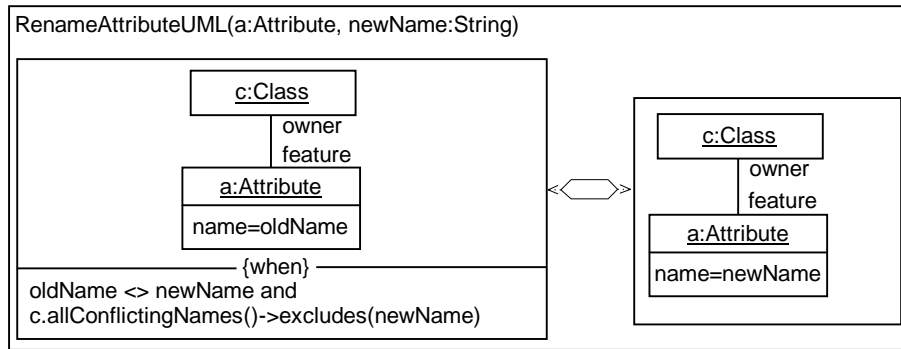 RenameAttributeUML(a:Attribute, newName:String)
c:Class
owner
feature
a:Attribute
name=oldName
{when}
oldName <> newName and
c.allConflictingNames()->excludes(newName)
c:Class
owner
feature
a:Attribute
name=newName